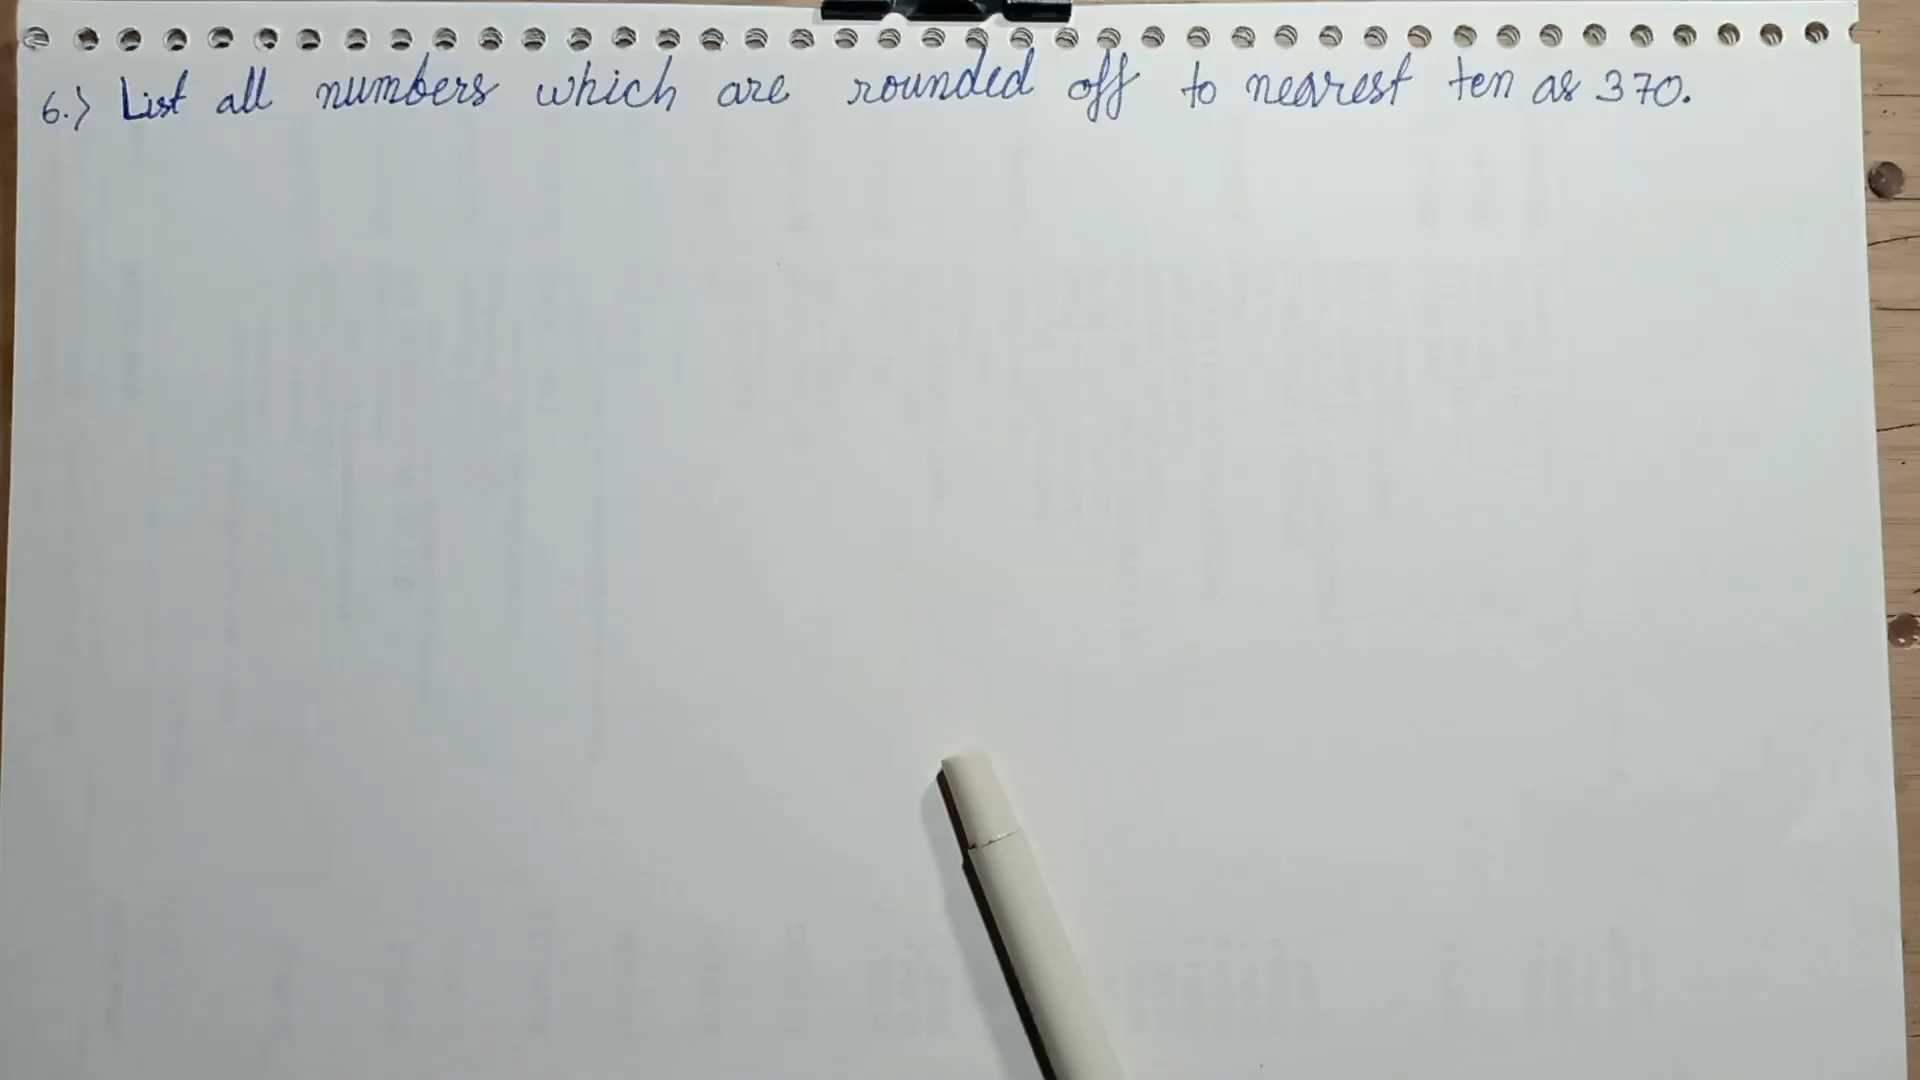 6.) List all numbers which are rounded off to nearest ten as 370.